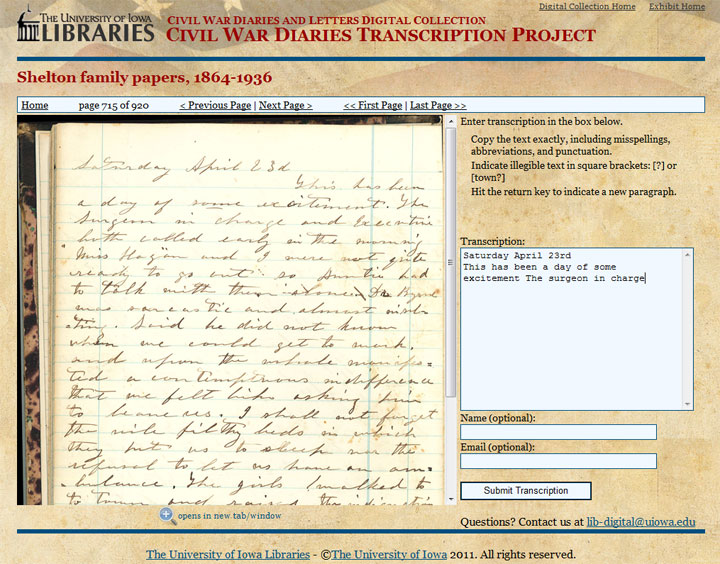 Digital Collection Home Exhibit Home
THE UNIVERSITY OF IOWA
LIBRARIES
CIVIL WAR DIARIES AND LETTERS DIGITAL COLLECTION
CIVIL WAR DIARIES TRANSCRIPTION PROJECT
Shelton family papers, 1864-1936
Home page 715 of 920 < Previous Page | Next Page > << First Page | Last Page >>
Saturday April 23d
This has been
a day of some excitement. The
Surgeon in charge and Executive
both called early in the morning
Miss Hagan and I were not quite
ready to go out so Auntie had
to talk with them alone. Dr Byrd
was sarcastic and almost
Said he did not know
when we could get to work.
and upon the whole manifes-
ted a contemptuous indifference
that we felt like asking him
to leave us. I shall not forget
the vile filthy beds in which
they put us to sleep nor the
refusal to let us have an am-
bulance. The girls walked to
to town and raised the indignation
opens in new tab/window
Enter transcription in the box below.
Copy the text exactly, including misspellings,
abbreviations, and punctuation.
Indicate illegible text in square brackets: [?] or
[town?]
Hit the return key to indicate a new paragraph.
Transcription:
Saturday April 23rd
This has been a day of some
excitement The surgeon in charge
Name (optional):
Email (optional):
Submit Transcription
Questions? Contact us at lib-digital@uiowa.edu
The University of Iowa Libraries - ©The University of Iowa 2011. All rights reserved.